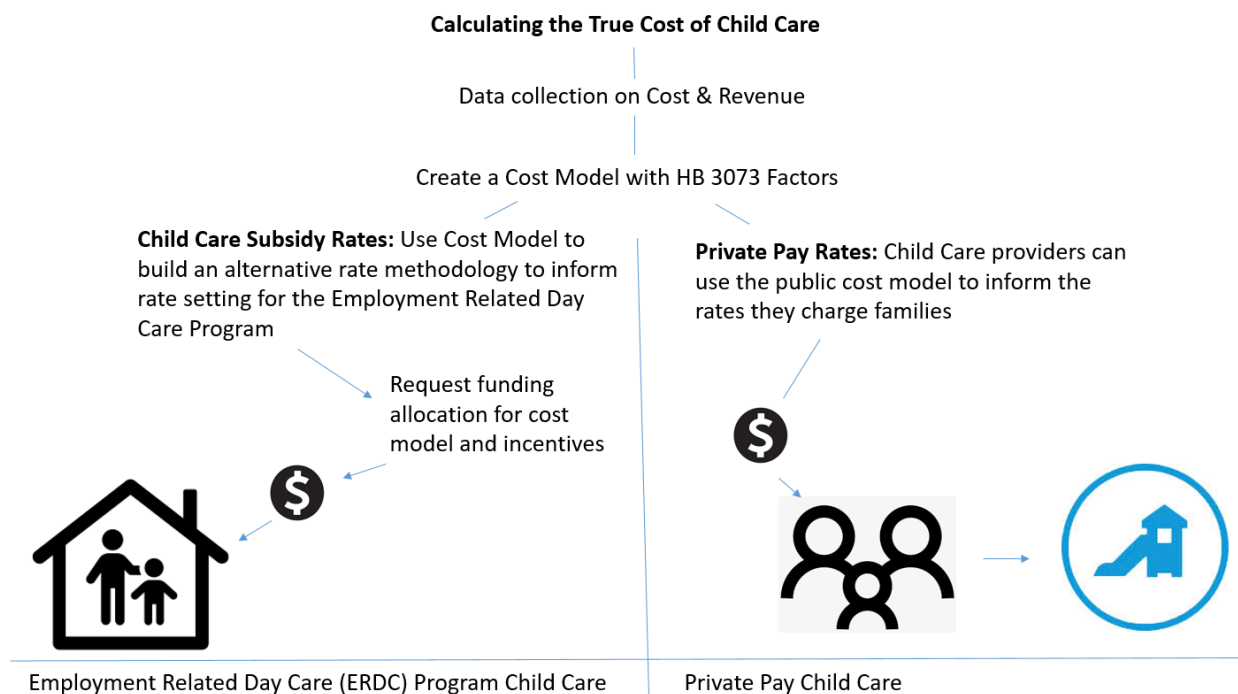 Calculating the True Cost of Child Care
Data collection on Cost & Revenue
Create a Cost Model with HB 3073 Factors
Child Care Subsidy Rates: Use Cost Model to
build an alternative rate methodology to inform
rate setting for the Employment Related Day
Care Program
Request funding
allocation for cost
model and incentives
$
Employment Related Day Care (ERDC) Program Child Care
Private Pay Rates: Child Care providers can
use the public cost model to inform the
rates they charge families
$
Private Pay Child Care